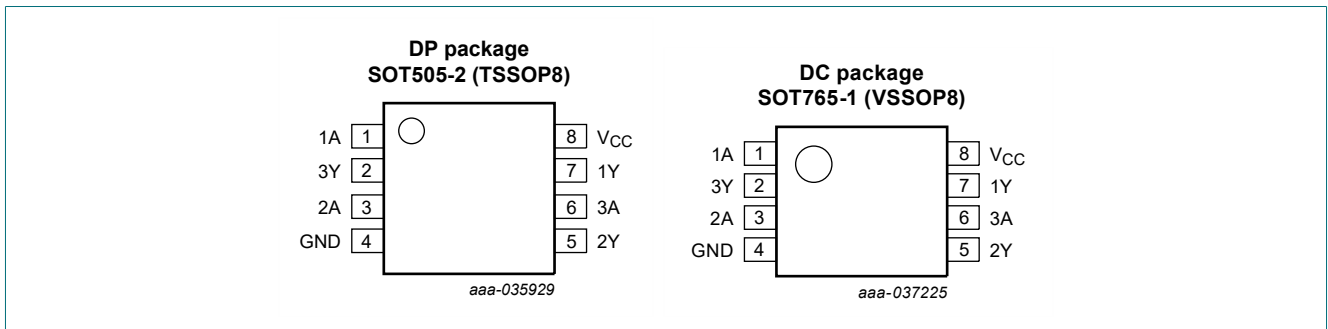 DP package
SOT505-2 (TSSOP8)
1A 1 8 VCC
3Y 2 7 1Y
2A 3 6 3A
GND 4 5 2Y
aaa-035929
DC package
SOT765-1 (VSSOP8)
1A 1 8 VCC
3Y 2 7 1Y
2A 3 6 3A
GND 4 5 2Y
aaa-037225